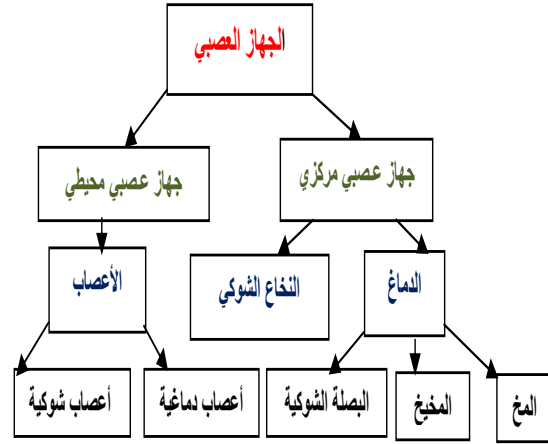 الجهاز العصبي
جهاز عصبي مركزي
جهاز عصبي محيطي
الدماغ
النخاع الشوكي
الأعصاب
المخ
المخيخ
البصلة الشوكية
أعصاب دماغية
أعصاب شوكية